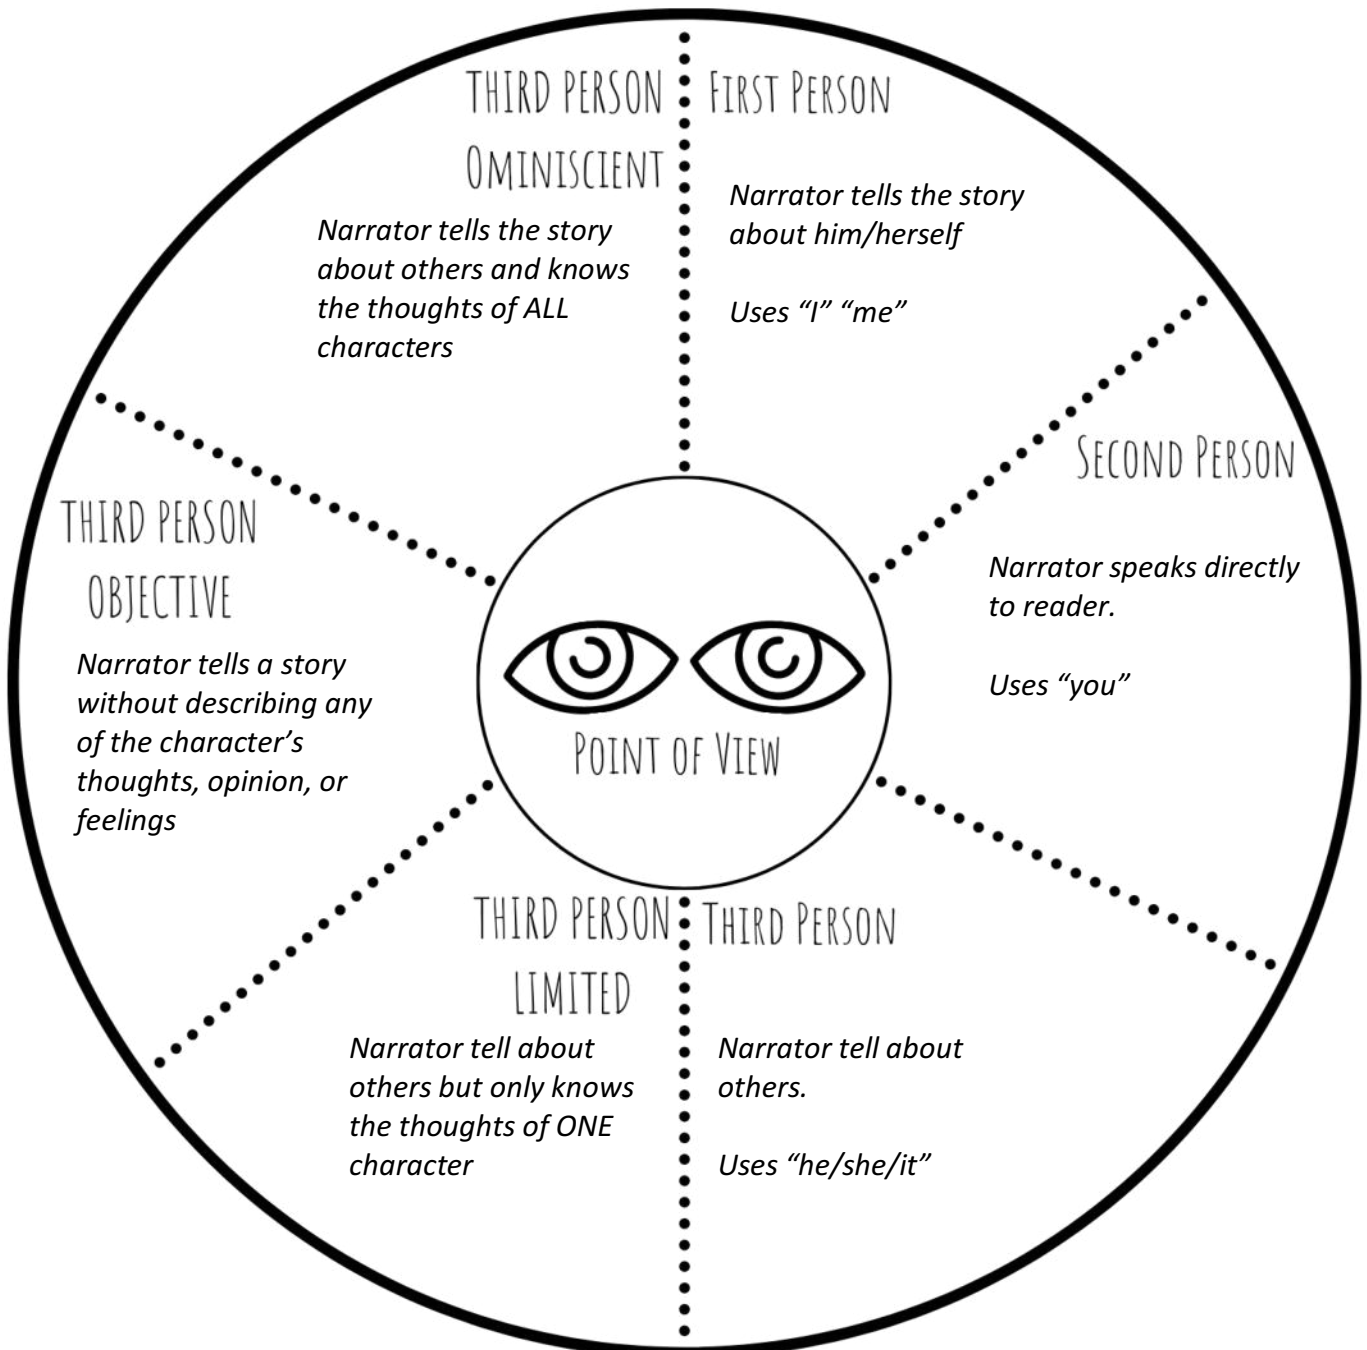 FIRST PERSON
Narrator tells the story
about him/herself
Uses “I” “me”
SECOND PERSON
Narrator speaks directly
to reader.
Uses “you”
THIRD PERSON
Narrator tell about
others.
Uses “he/she/it”
THIRD PERSON
LIMITED
Narrator tell about
others but only knows
the thoughts of ONE
character
THIRD PERSON
OBJECTIVE
Narrator tells a story
without describing any
of the character’s
thoughts, opinion, or
feelings
THIRD PERSON
OMINISCIENT
Narrator tells the story
about others and knows
the thoughts of ALL
characters
POINT OF VIEW